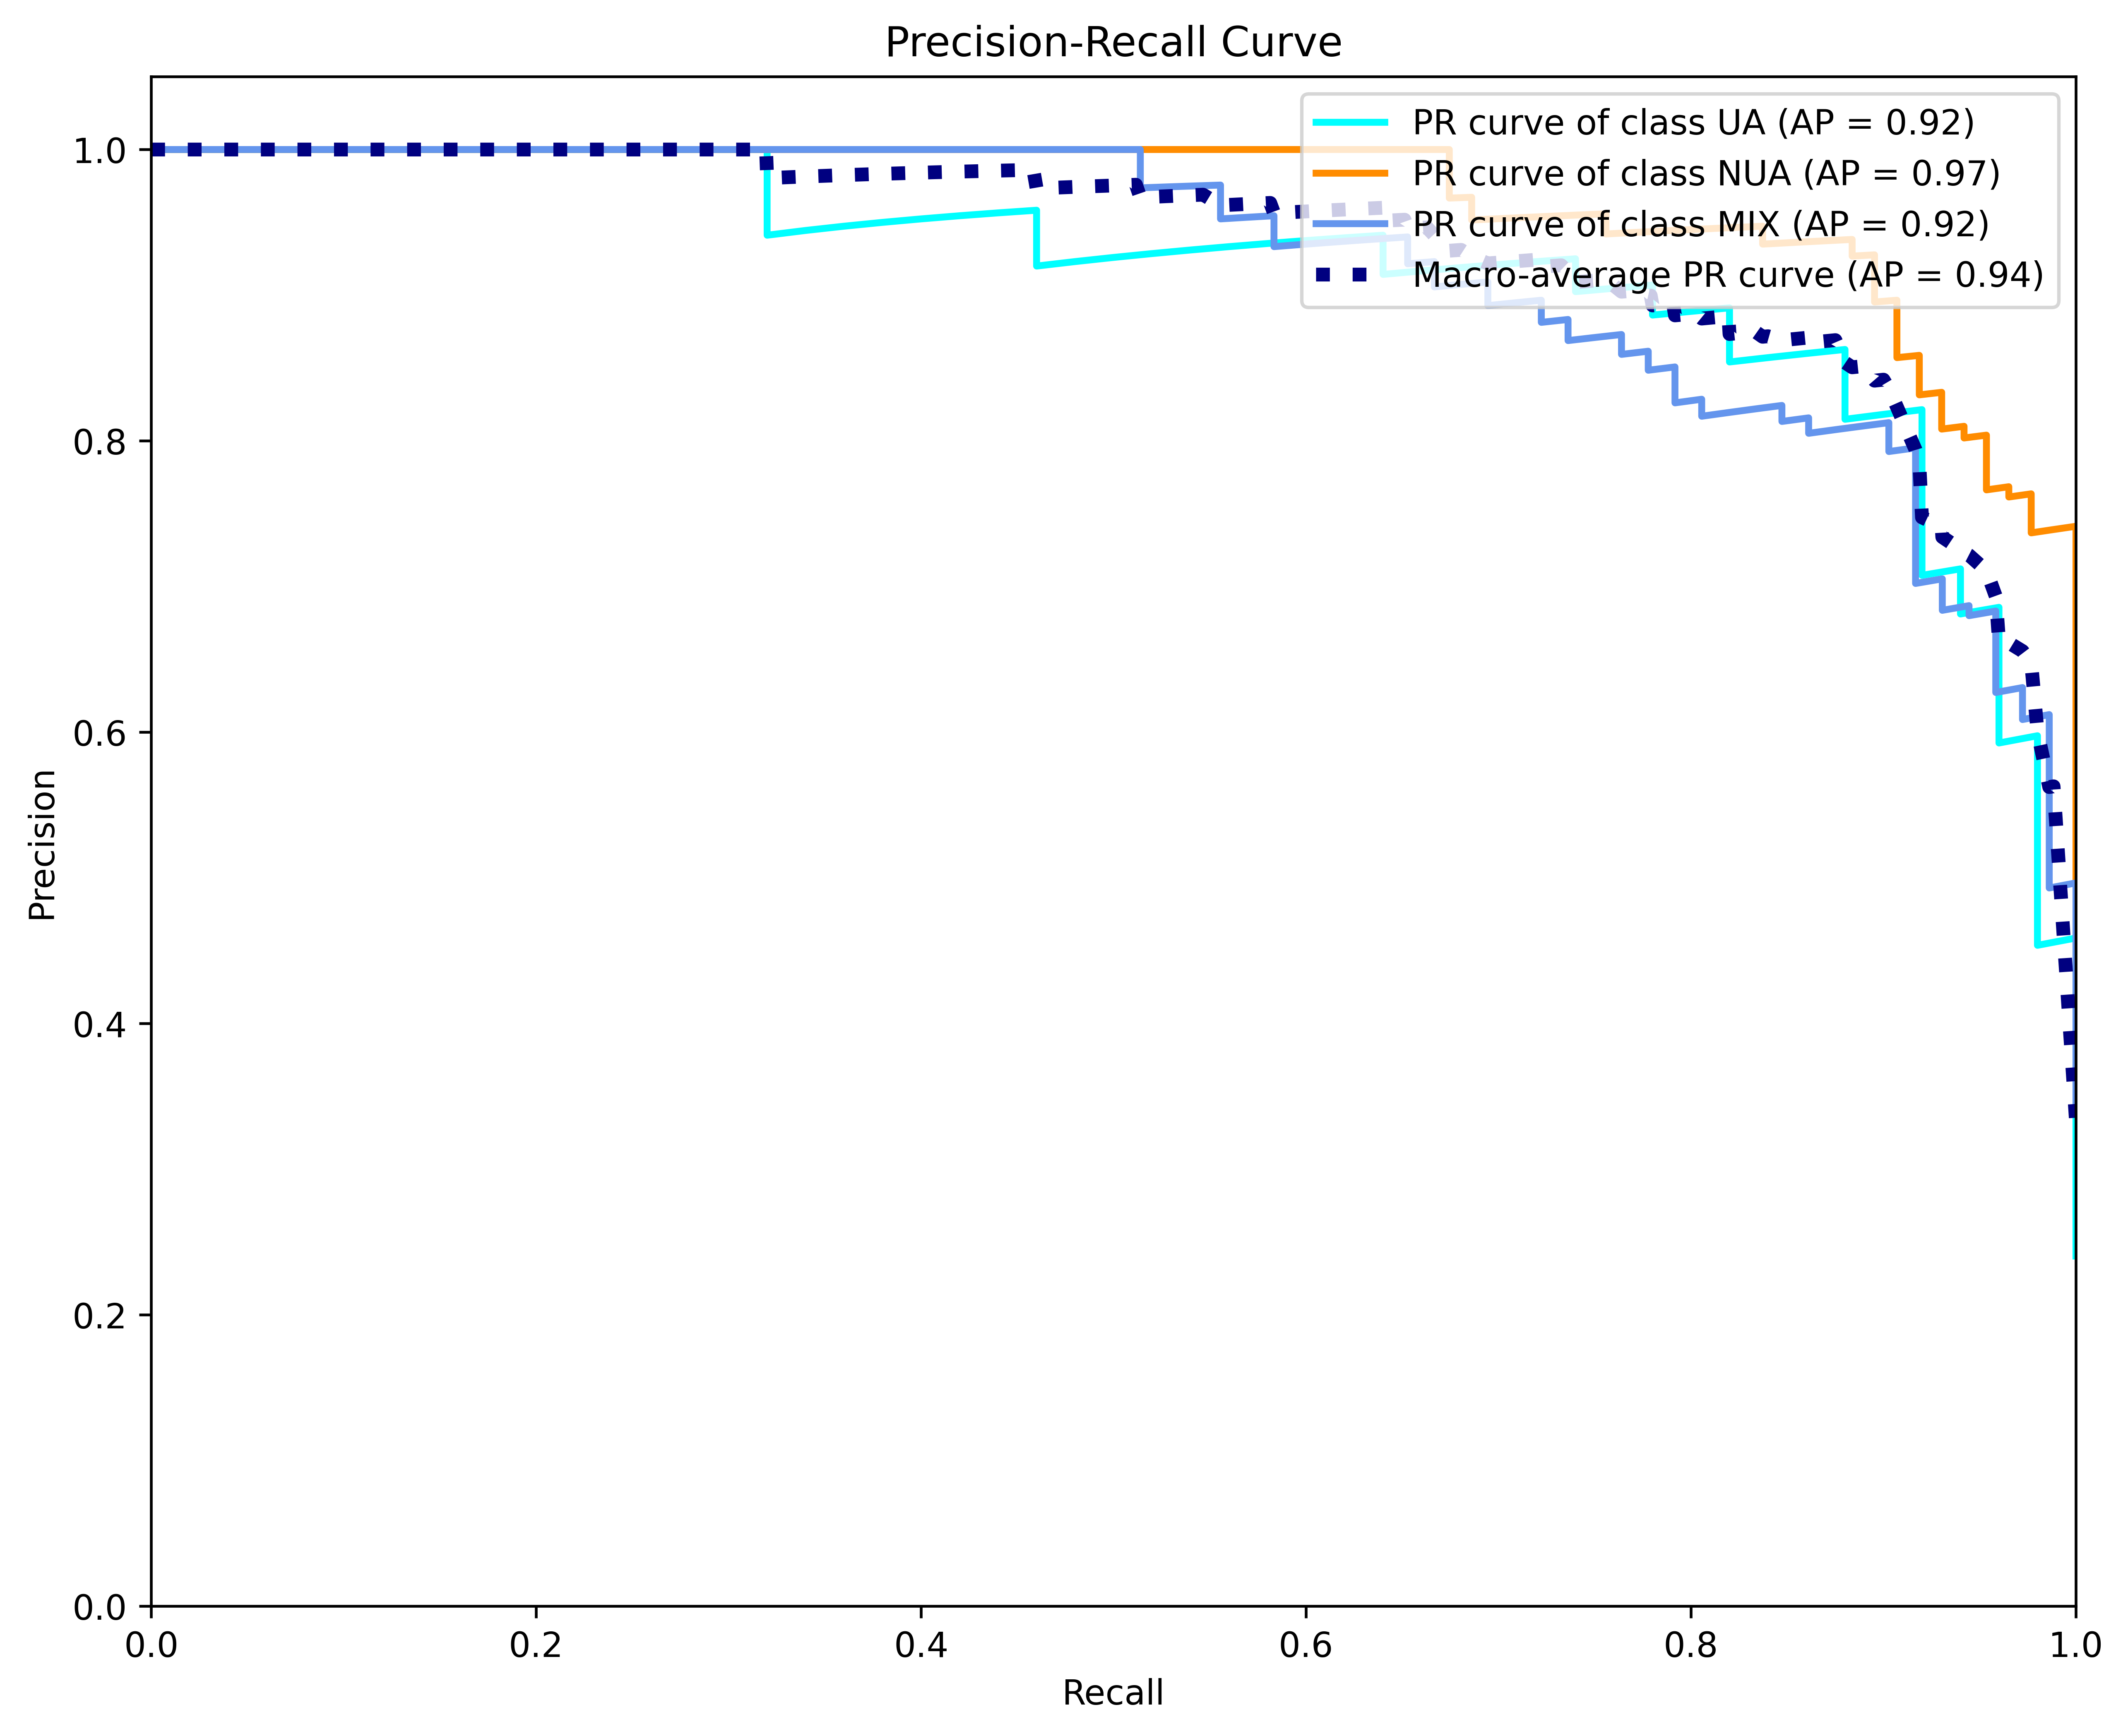 Precision-Recall Curve
PR curve of class UA (AP = 0.92)
PR curve of class NUA (AP = 0.97)
PR curve of class MIX (AP = 0.92)
Macro-average PR curve (AP = 0.94)
1.0
0.8
0.6
0.4
0.2
0.0
Precision
0.0 0.2 0.4 0.6 0.8 1.0
Recall